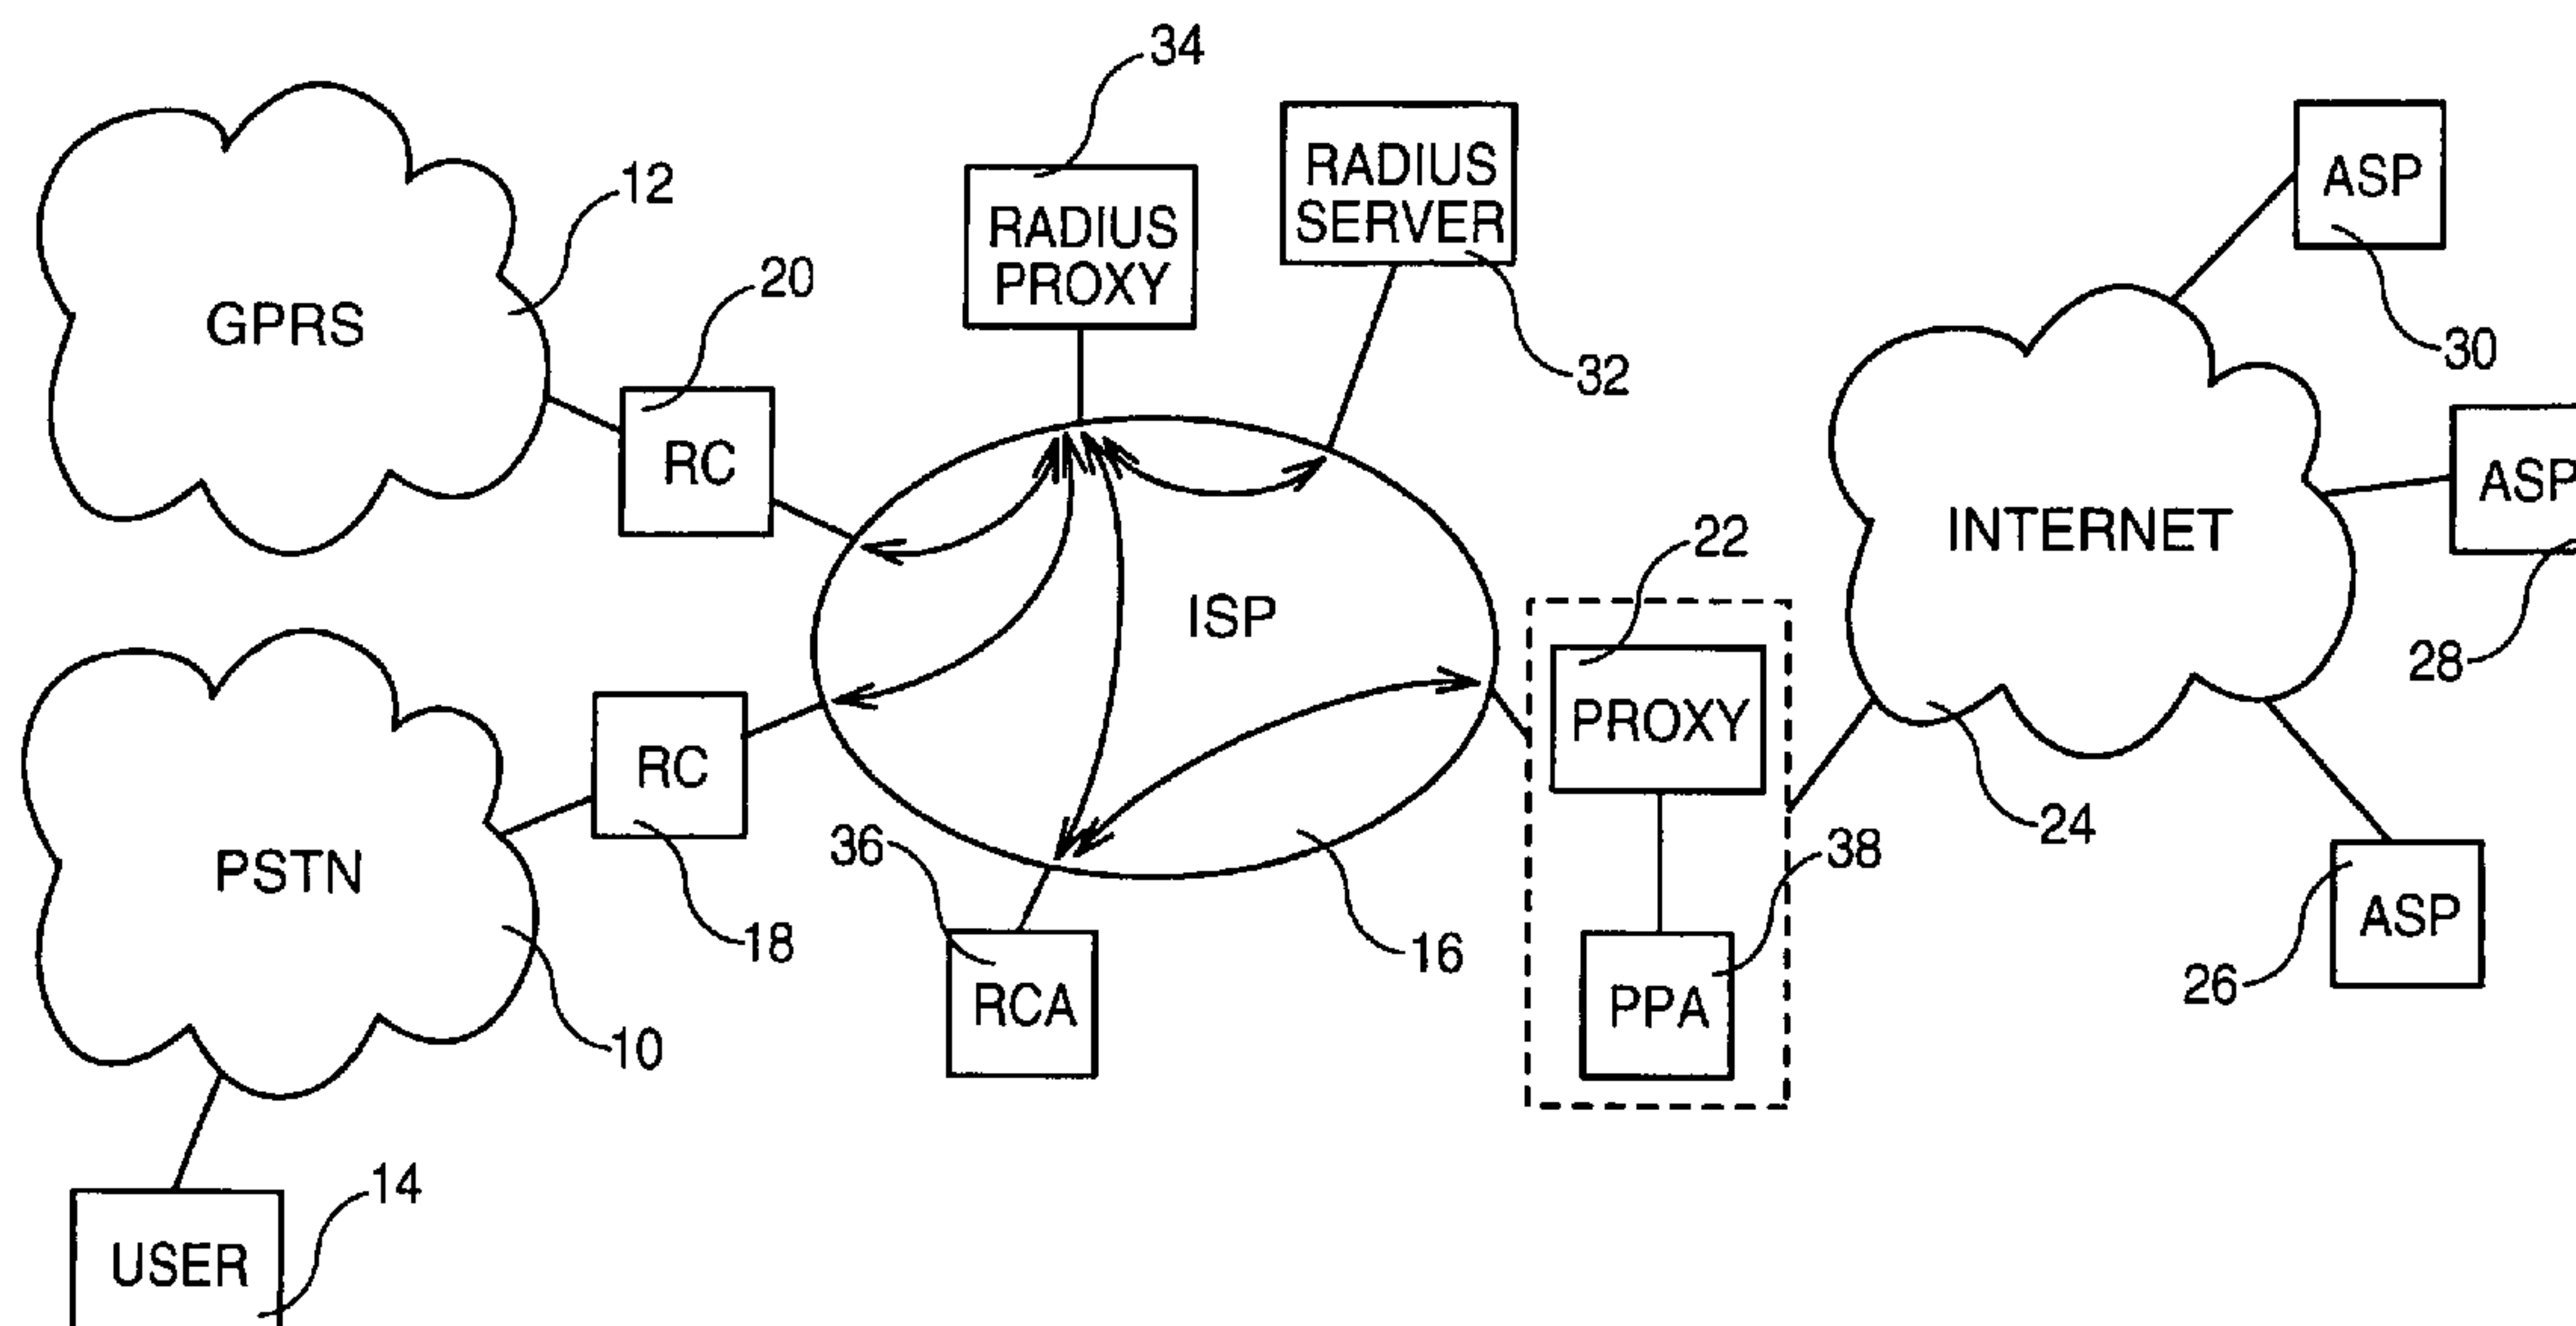 34
12
RADIUS
SERVER
ASP
RADIUS
PROXY
20
GPRS
30
32
RC
ASP
22
INTERNET
ISP
28
PROXY
RC
24
36
38
PSTN
18
16
ASP
26
RCA
PPA
10
14
USER